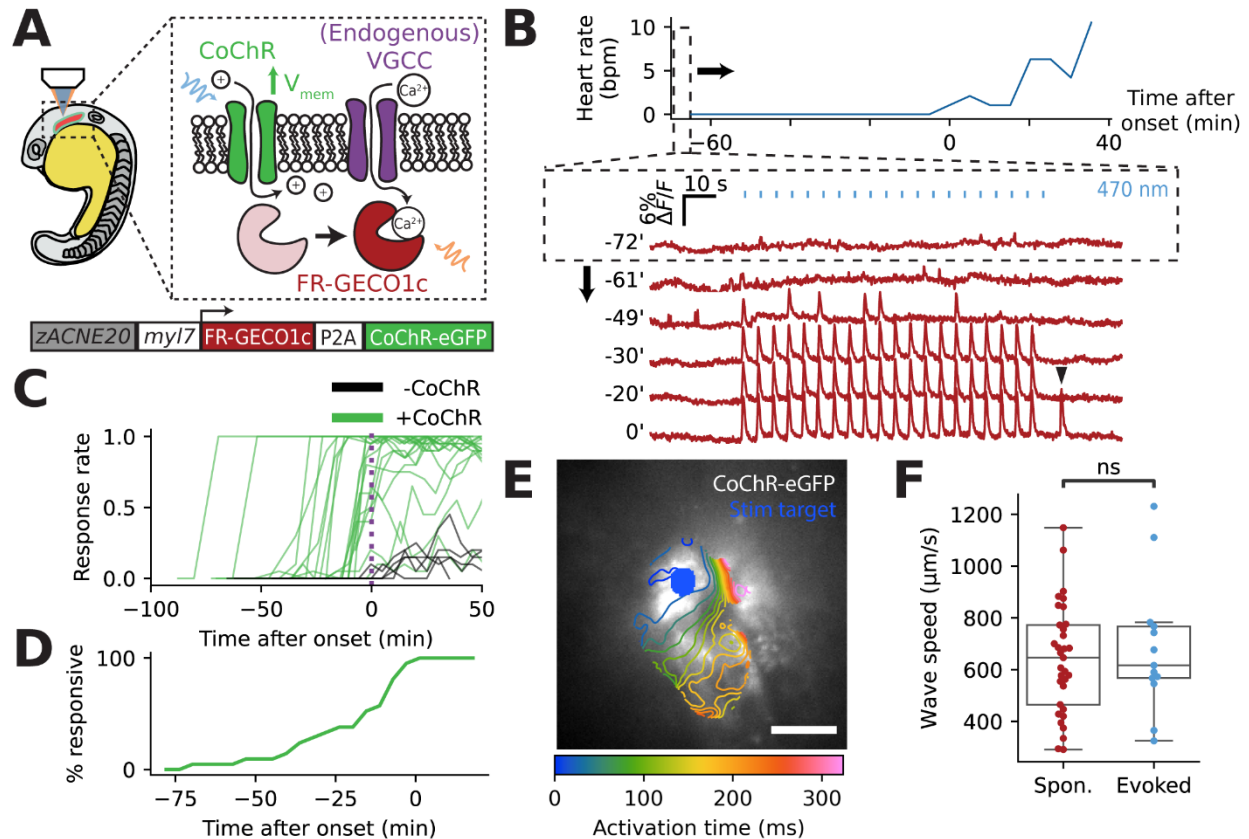 A
(Endogenous)
VGCC
CoChR
+
V mem
Ca2+
+
+
Ca2+
FR-GECO1c
zACNE20 myl7 FR-GECO1c P2A CoChR-eGFP
B
Heart rate
(bpm)
10
5
0
−60 0 40
Time after
onset (min)
6%
ΔF/F
10 s
470 nm
-72'
-61'
-49'
-30'
-20'
0'
C
-CoChR
+CoChR
Response rate
1.0
0.5
0.0
−100 −50 0 50
Time after onset (min)
D
% responsive
100
0
−75 −50 −25 0
Time after onset (min)
E
CoChR-eGFP
Stim target
0 100 200 300
Activation time (ms)
F
ns
Wave speed (μm/s)
1200
1000
800
600
400
Spon. Evoked